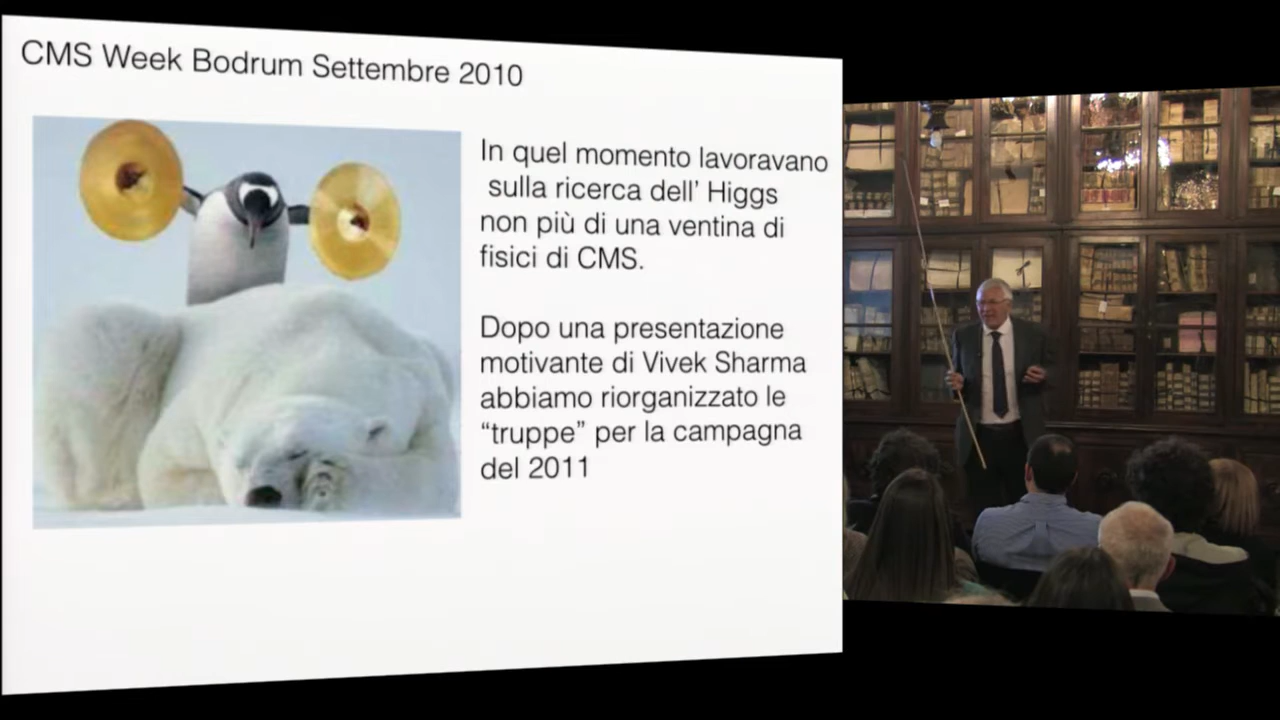 CMS Week Bodrum Settembre 2010
In quel momento lavoravano
sulla ricerca dell' Higgs
non più di una ventina di
fisici di CMS.
Dopo una presentazione
motivante di Vivek Sharma
abbiamo riorganizzato le
“truppe” per la campagna
del 2011